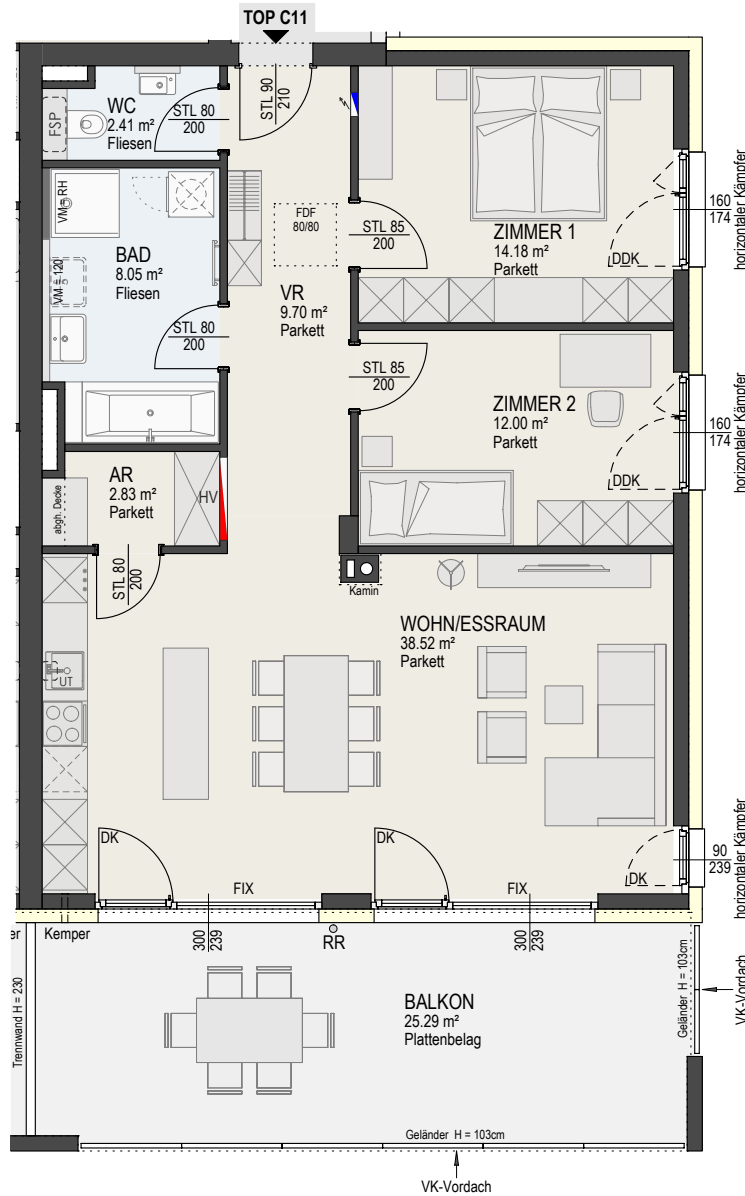 TOP C11
WC
2.41 m²
Fliesen
FSP
STL 80
200
STL 90
210
VM = RH
BAD
8.05 m²
Fliesen
VM = 120
STL 80
200
FDF
80/80
VR
9.70 m²
Parkett
STL 85
200
ZIMMER 1
14.18 m²
Parkett
DDK
160
174
horizontaler Kämpfer
STL 85
200
ZIMMER 2
12.00 m²
Parkett
DDK
160
174
horizontaler Kämpfer
AR
2.83 m²
Parkett
abgh. Decke
HV
STL 80
200
Kamin
WOHN/ESSRAUM
38.52 m²
Parkett
UT
DK
FIX
DK
FIX
DK
90
239
horizontaler Kämpfer
Kemper
300
239
RR
300
239
Trennwand H = 230
BALKON
25.29 m²
Plattenbelag
Geländer H = 103cm
VK-Vordach
Geländer H = 103cm
VK-Vordach